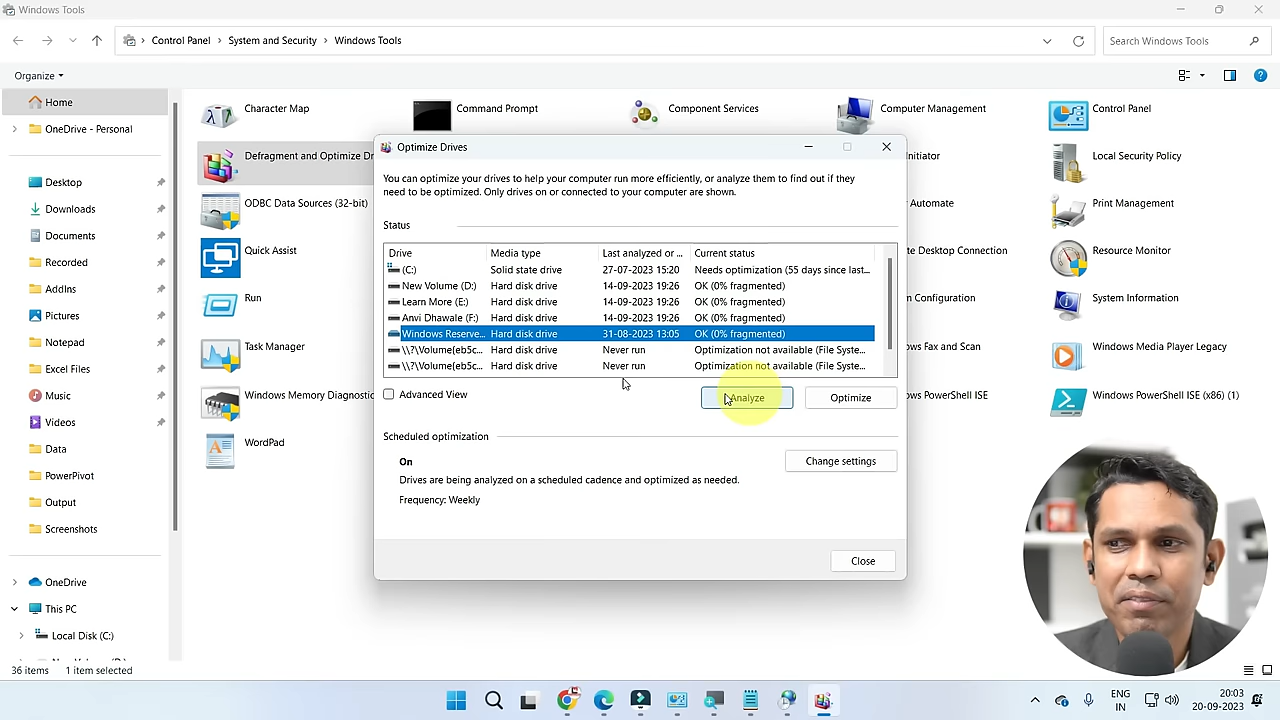 Windows Tools
Control Panel > System and Security > Windows Tools
Search Windows Tools
Organize
Home
OneDrive - Personal
Desktop
Downloads
Documents
Recorded
AddIns
Pictures
Notepad
Excel Files
Music
Videos
Data
PowerPivot
Output
Screenshots
OneDrive
This PC
Local Disk (C:)
Character Map
Command Prompt
Component Services
Computer Management
Control Panel
Defragment and Optimize Dr
Initiator
Local Security Policy
ODBC Data Sources (32-bit)
Automate
Print Management
Quick Assist
e Desktop Connection
Resource Monitor
Run
n Configuration
System Information
Task Manager
ws Fax and Scan
Windows Media Player Legacy
Windows Memory Diagnostic
ws PowerShell ISE
Windows PowerShell ISE (x86) (1)
WordPad
Optimize Drives
You can optimize your drives to help your computer run more efficiently, or analyze them to find out if they
need to be optimized. Only drives on or connected to your computer are shown.
Status
Drive Media type Last analyzed or ... Current status
(C:) Solid state drive 27-07-2023 15:20 Needs optimization (55 days since last...
New Volume (D:) Hard disk drive 14-09-2023 19:26 OK (0% fragmented)
Learn More (E:) Hard disk drive 14-09-2023 19:26 OK (0% fragmented)
Anvi Dhawale (F:) Hard disk drive 14-09-2023 19:26 OK (0% fragmented)
Windows Reserve... Hard disk drive 31-08-2023 13:05 OK (0% fragmented)
\\?\Volume{eb5c... Hard disk drive Never run Optimization not available (File Syste...
\\?\Volume{eb5c... Hard disk drive Never run Optimization not available (File Syste...
Advanced View
Analyze
Optimize
Scheduled optimization
On
Change settings
Drives are being analyzed on a scheduled cadence and optimized as needed.
Frequency: Weekly
Close
36 items 1 item selected
ENG
IN
20:03
20-09-2023